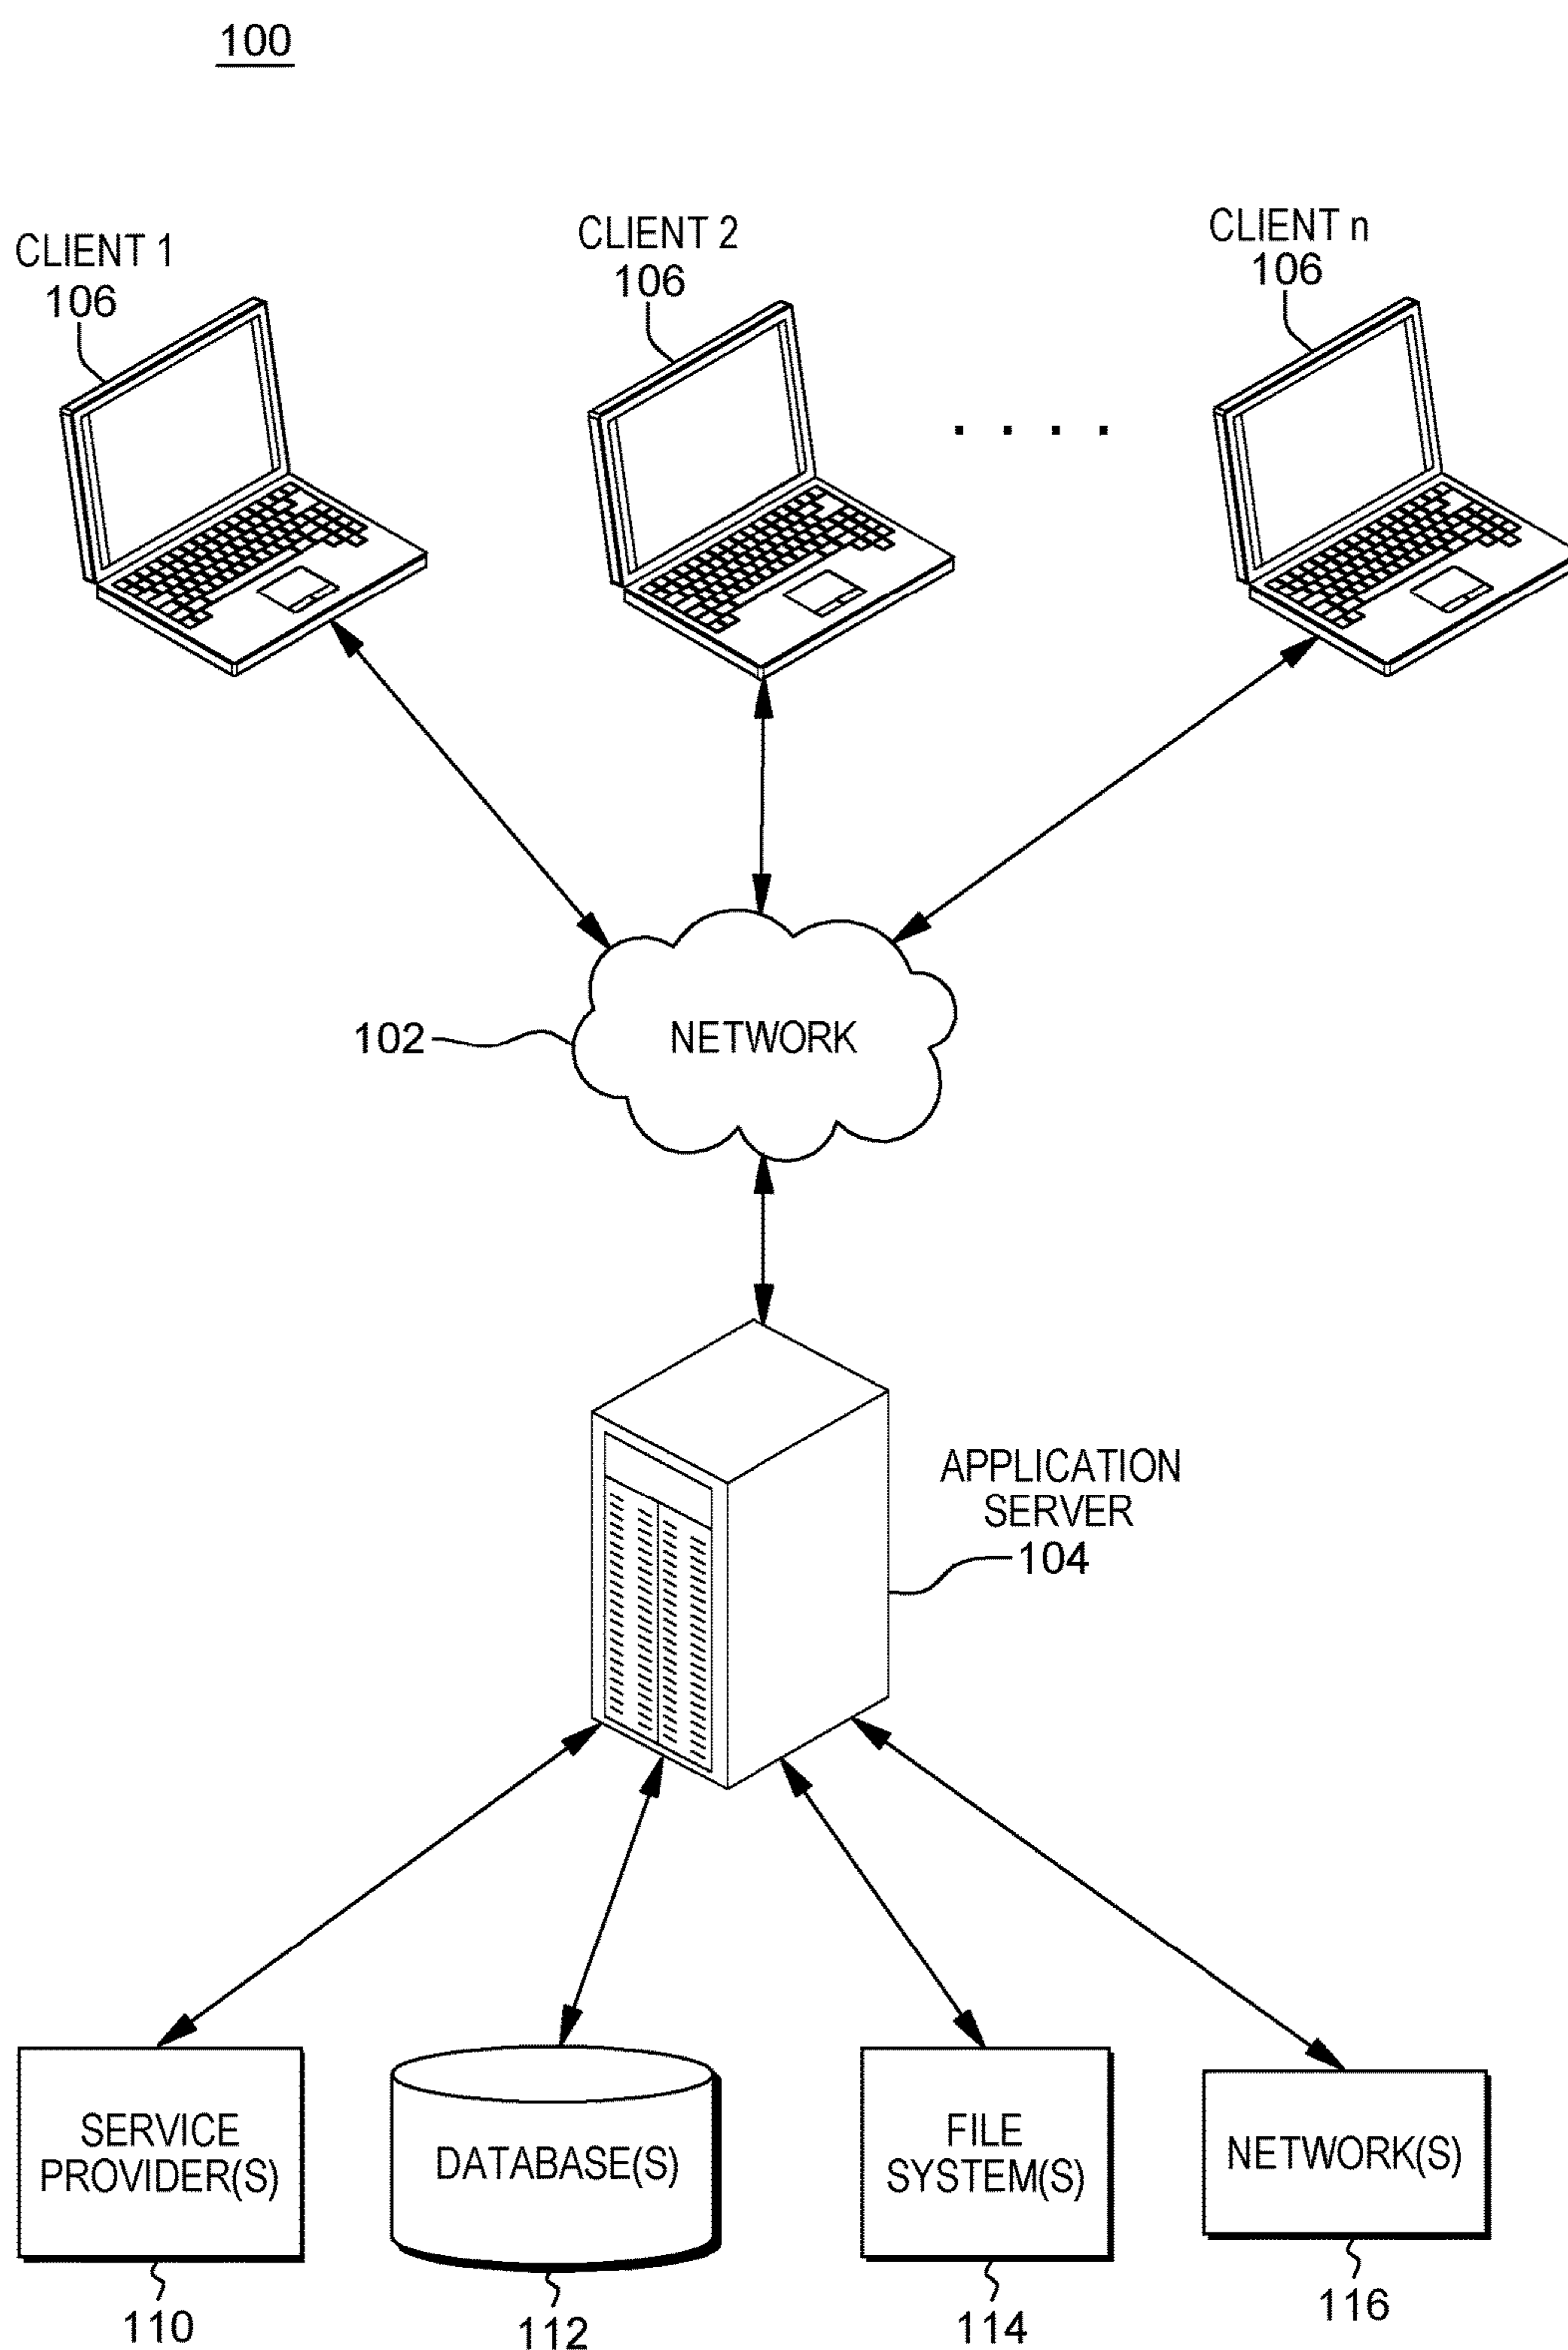 100
CLIENT 1
106
CLIENT 2
106
CLIENT n
106
102
NETWORK
APPLICATION
SERVER
104
SERVICE
PROVIDER(S)
DATABASE(S)
FILE
SYSTEM(S)
NETWORK(S)
110
112
114
116